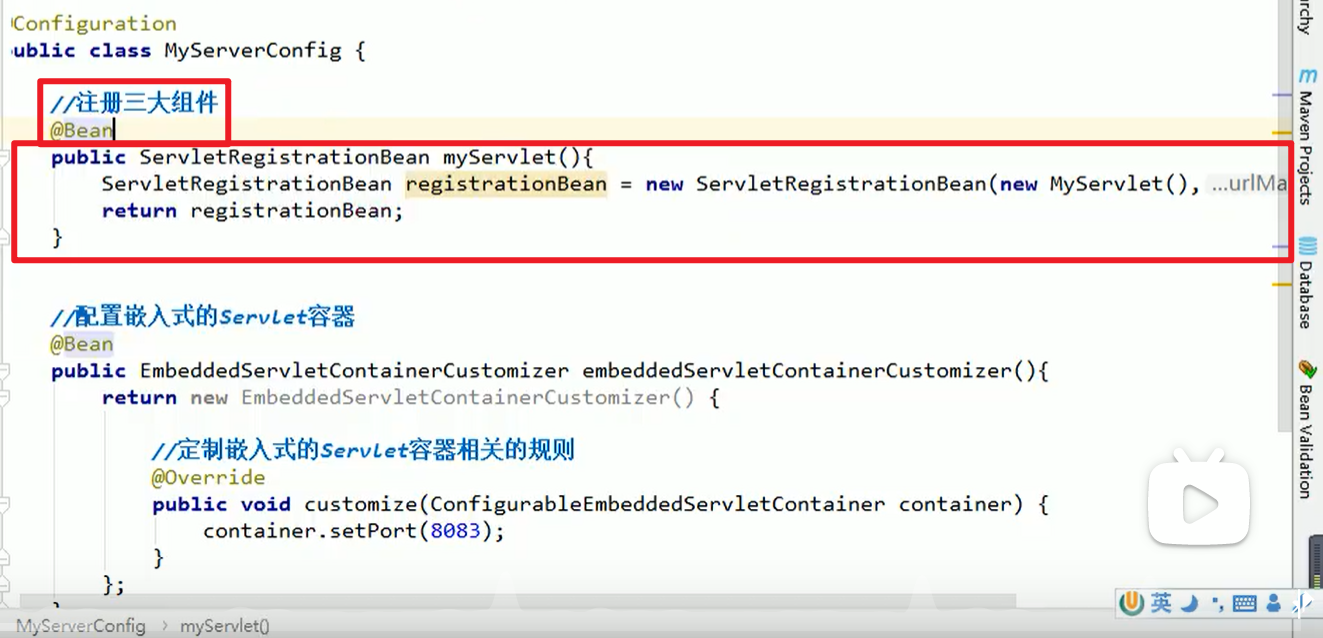 Configuration
ublic class MyServerConfig {
//注册三大组件
@Bean
public ServletRegistrationBean myServlet(){
ServletRegistrationBean registrationBean = new ServletRegistrationBean(new MyServlet(), ...urlMa
return registrationBean;
}
//配置嵌入式的Servlet容器
@Bean
public EmbeddedServletContainerCustomizer embeddedServletContainerCustomizer(){
return new EmbeddedServletContainerCustomizer() {
//定制嵌入式的Servlet容器相关的规则
@Override
public void customize(ConfigurableEmbeddedServletContainer container) {
container.setPort(8083);
}
};
MyServerConfig › myServlet()
rchy
m Maven Projects
Database
Bean Validation
英